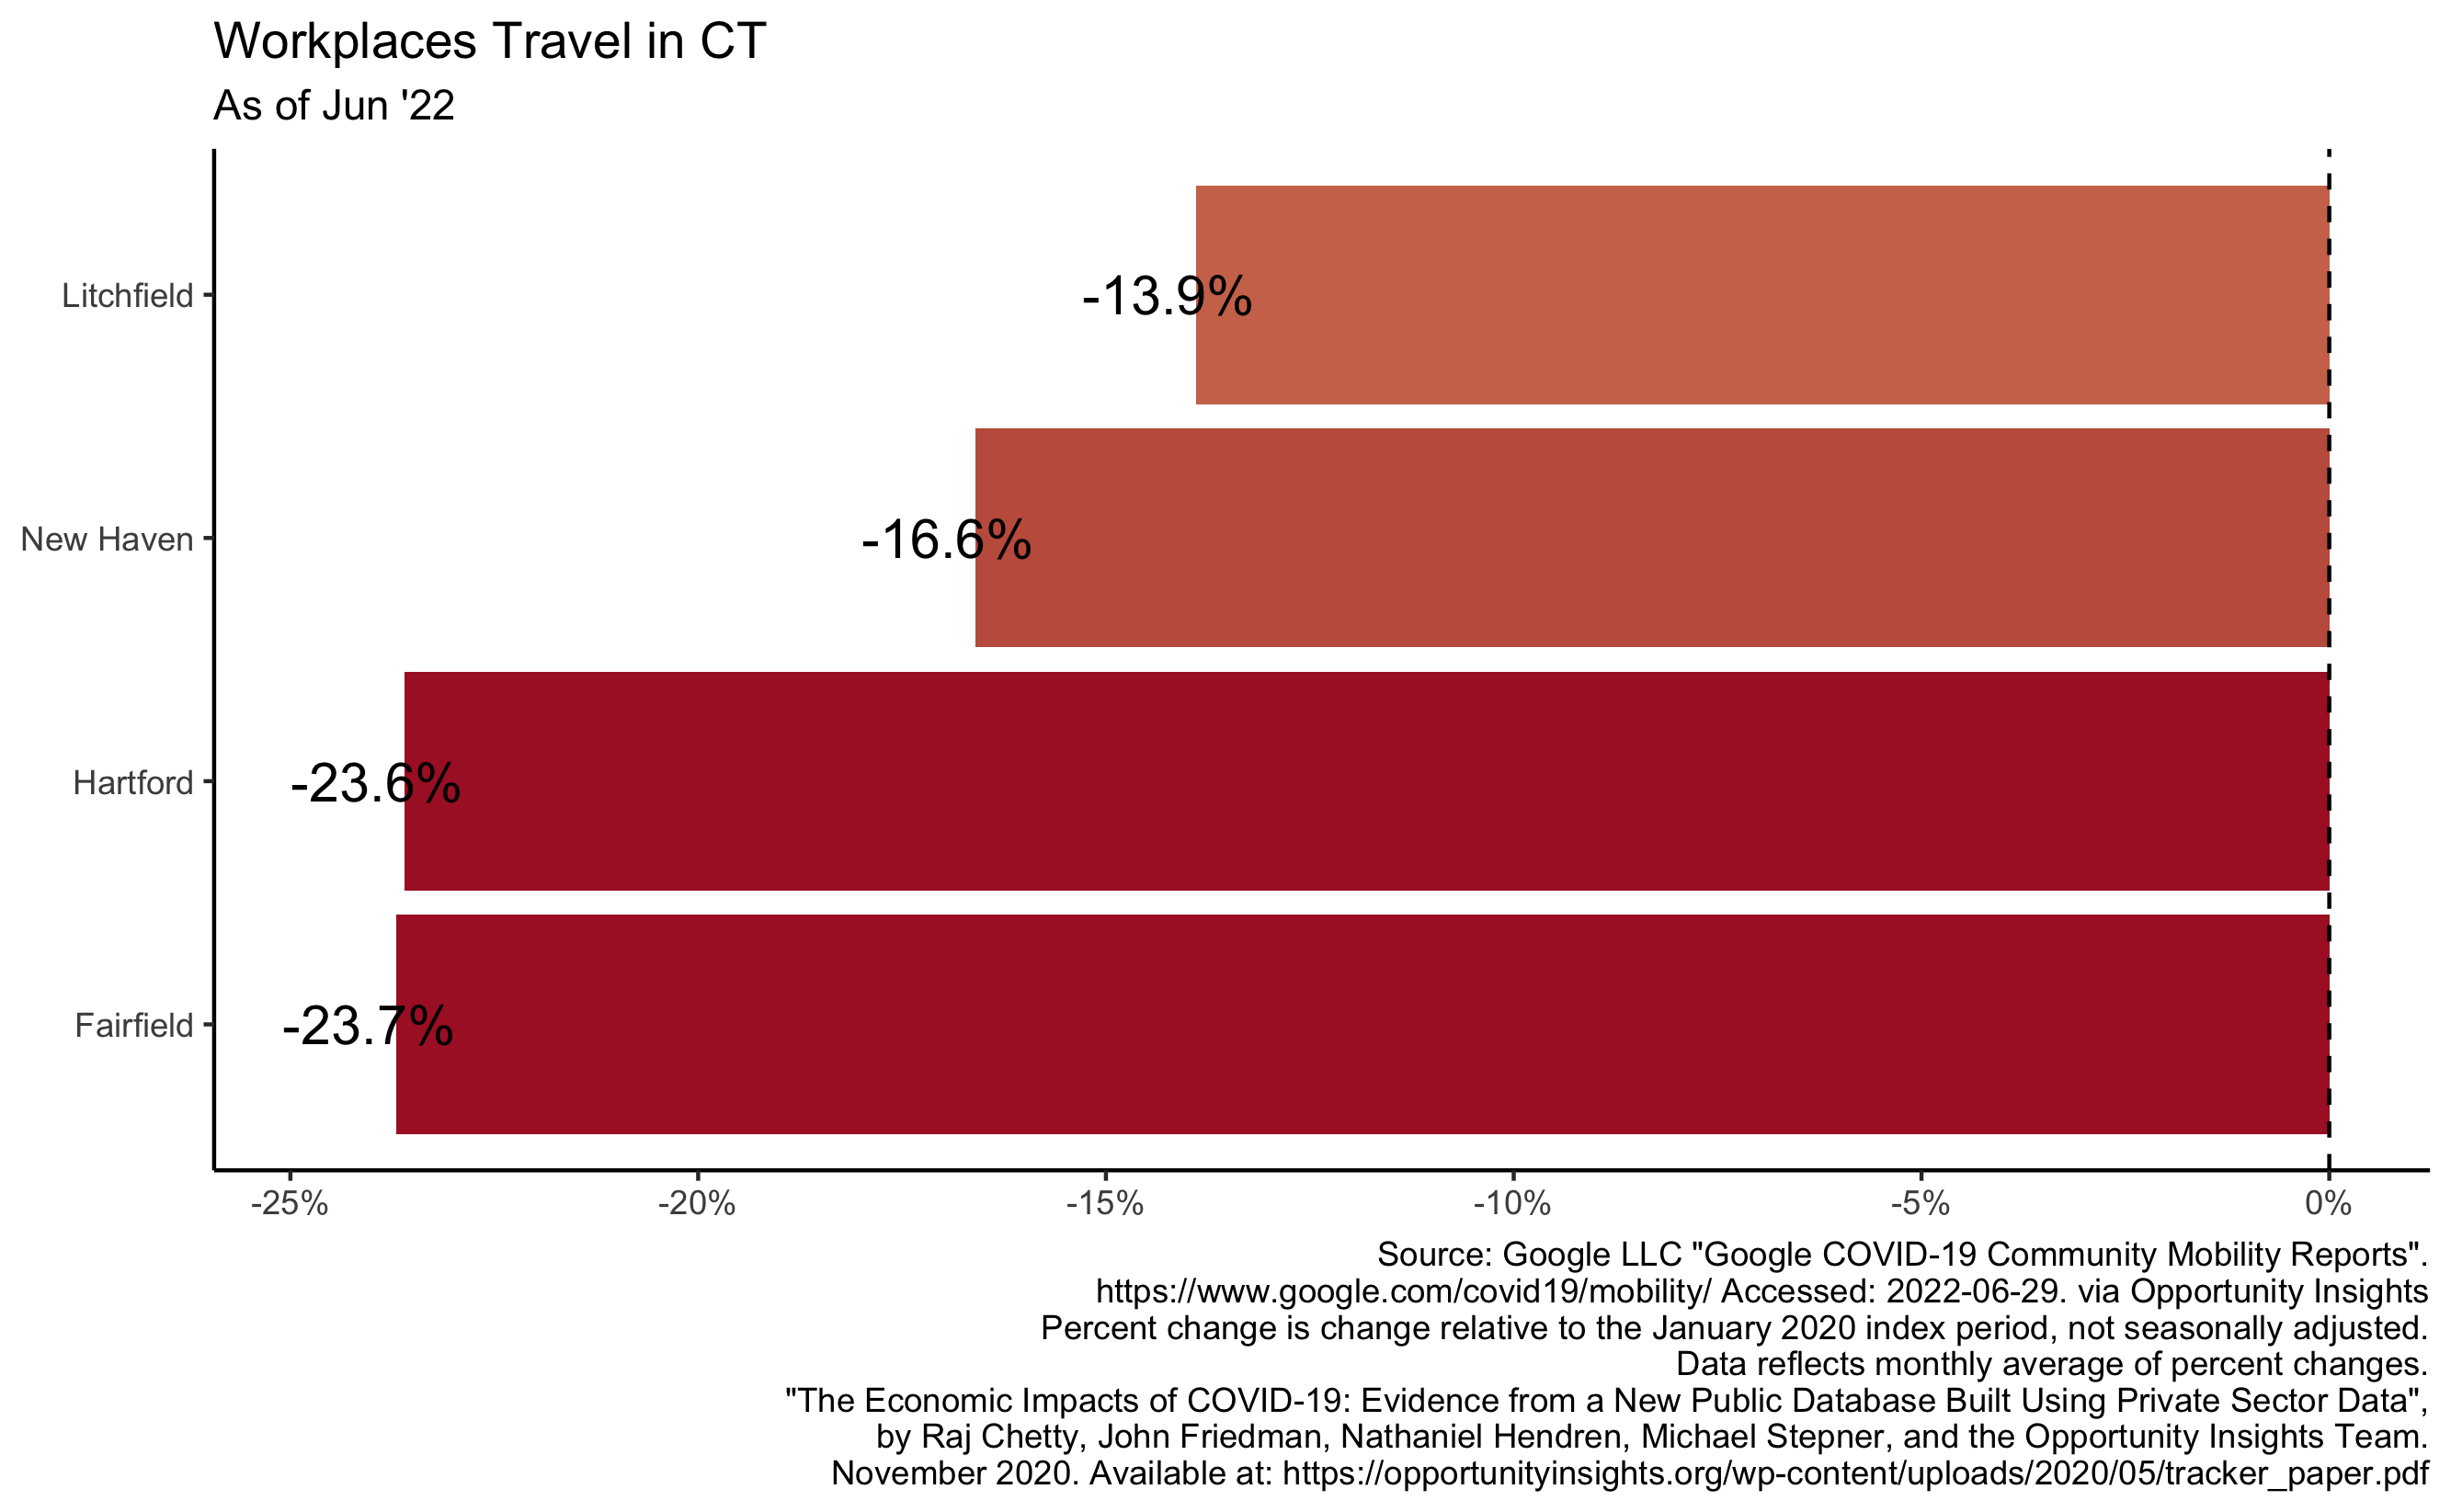 Workplaces Travel in CT
As of Jun '22
Litchfield
-13.9%
New Haven
-16.6%
Hartford
-23.6%
Fairfield
-23.7%
-25% -20% -15% -10% -5% 0%
Source: Google LLC "Google COVID-19 Community Mobility Reports".
https://www.google.com/covid19/mobility/ Accessed: 2022-06-29. via Opportunity Insights
Percent change is change relative to the January 2020 index period, not seasonally adjusted.
Data reflects monthly average of percent changes.
"The Economic Impacts of COVID-19: Evidence from a New Public Database Built Using Private Sector Data",
by Raj Chetty, John Friedman, Nathaniel Hendren, Michael Stepner, and the Opportunity Insights Team.
November 2020. Available at: https://opportunityinsights.org/wp-content/uploads/2020/05/tracker_paper.pdf